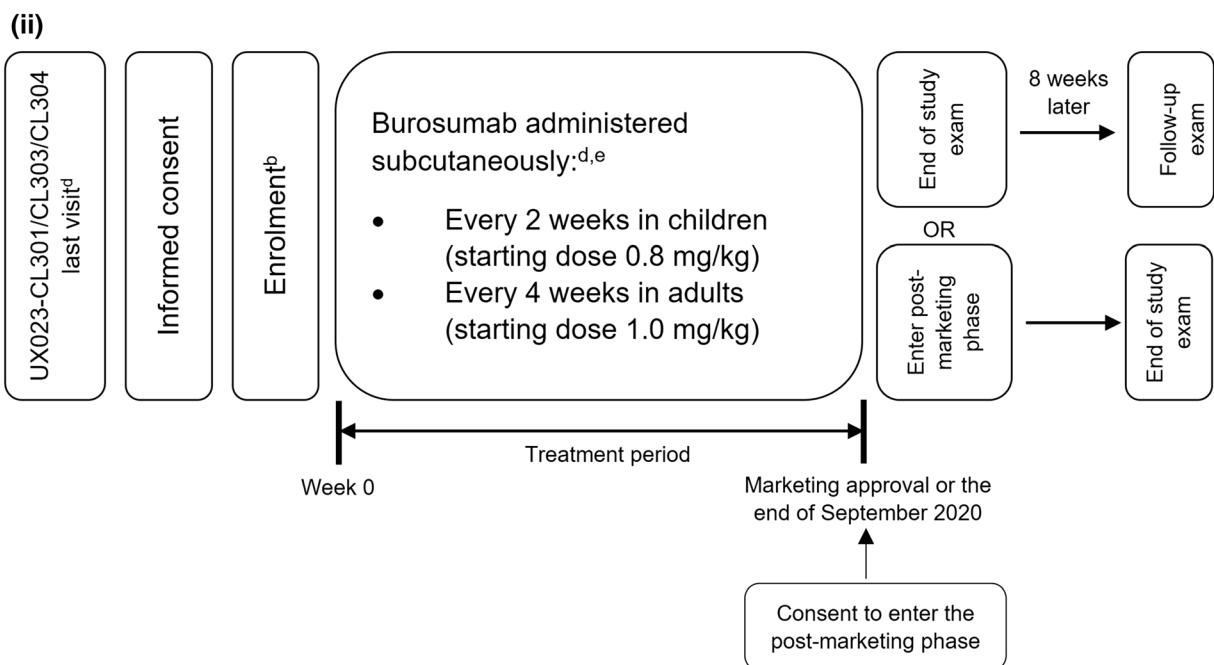 (ii)
UX023-CL301/CL303/CL304
last visitᵈ
Informed consent
Enrolmentᵇ
Burosumab administered
subcutaneously:ᵈ,ᵉ
• Every 2 weeks in children
(starting dose 0.8 mg/kg)
• Every 4 weeks in adults
(starting dose 1.0 mg/kg)
End of study
exam
8 weeks
later
Follow-up
exam
OR
Enter post-
marketing
phase
End of study
exam
Treatment period
Week 0
Marketing approval or the
end of September 2020
Consent to enter the
post-marketing phase